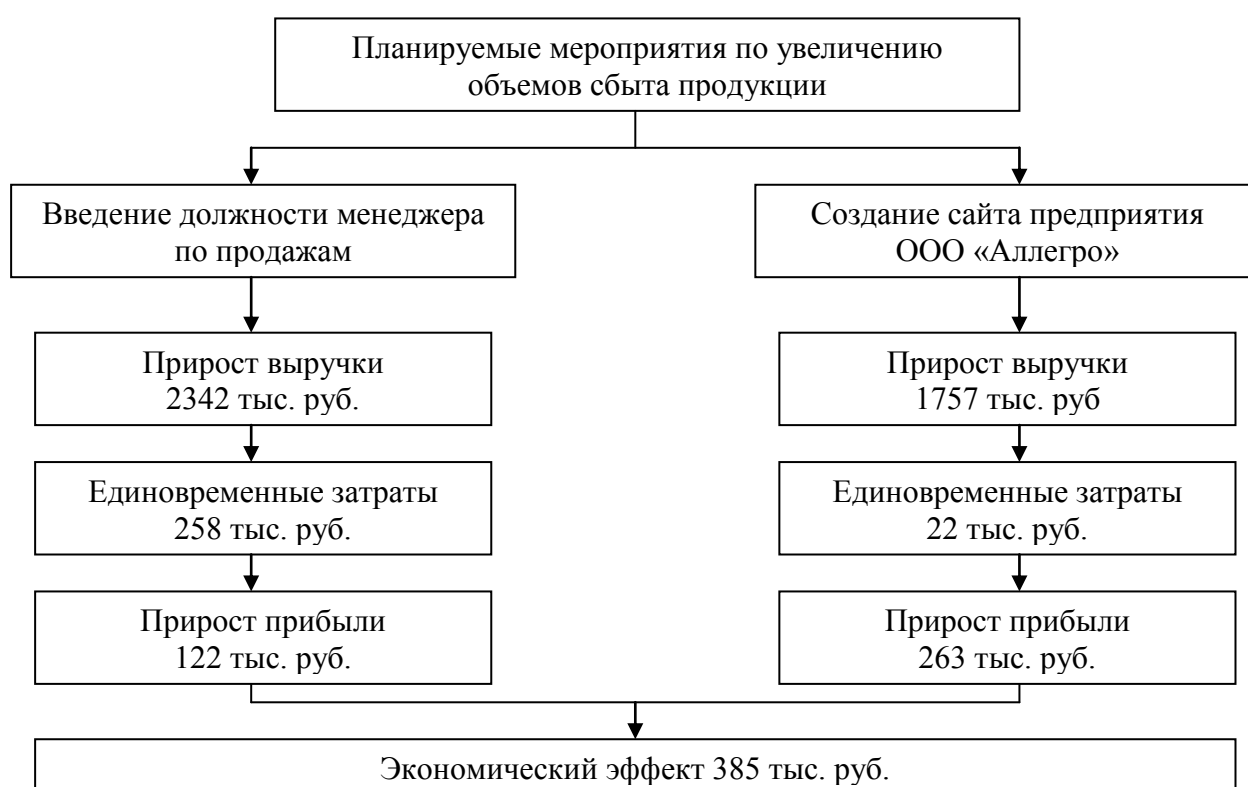 Планируемые мероприятия по увеличению
объемов сбыта продукции
Введение должности менеджера
по продажам
Создание сайта предприятия
ООО «Аллегро»
Прирост выручки
2342 тыс. руб.
Прирост выручки
1757 тыс. руб
Единовременные затраты
258 тыс. руб.
Единовременные затраты
22 тыс. руб.
Прирост прибыли
122 тыс. руб.
Прирост прибыли
263 тыс. руб.
Экономический эффект 385 тыс. руб.